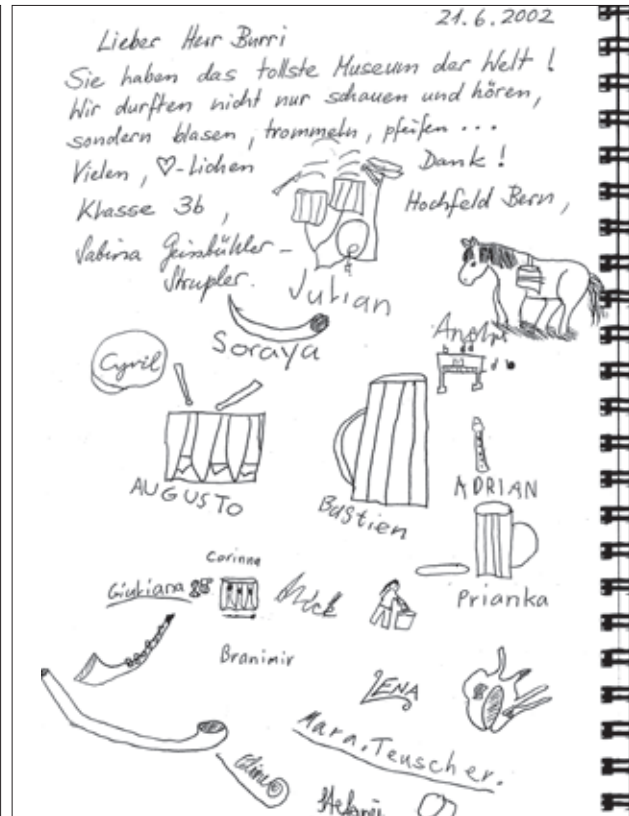 21.6.2002
Lieber Herr Burri
Sie haben das tollste Museum der Welt!
Wir durften nicht nur schauen und hören,
sondern blasen, trommeln, pfeifen...
Vielen, ♡-lichen Dank!
Klasse 3b, Hochfeld Bern,
Sabina Geissbühler-
Strupler.
Julian
Soraya
Cyril
AUGUSTO
Bastien
ADRIAN
Prianka
Corinna
Giuliana
Branimir
LENA
Mara.Teuscher.